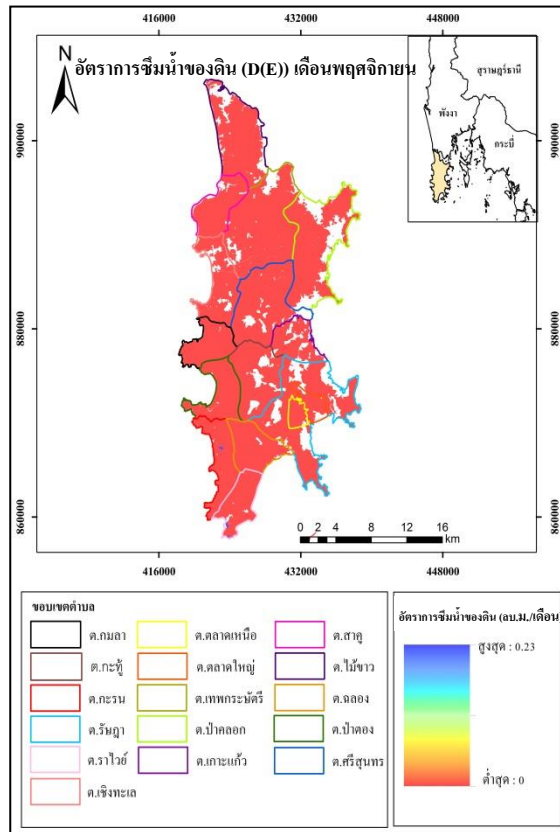 416000 432000 448000
N
อัตราการซึมน้ำของดิน (D(E)) เดือนพฤศจิกายน
สุราษฎร์ธานี
พังงา
กระบี่
900000 900000
880000 880000
860000 860000
0 2 4 8 12 16
km
416000 432000 448000
ขอบเขตตำบล
ต.กมลา ต.ตลาดเหนือ ต.สาคู
ต.กะทู้ ต.ตลาดใหญ่ ต.ไม้ขาว
ต.กะรน ต.เทพกระษัตรี ต.ฉลอง
ต.รัษฎา ต.ป่าคลอก ต.ป่าตอง
ต.ราไวย์ ต.เกาะแก้ว ต.ศรีสุนทร
ต.เชิงทะเล
อัตราการซึมน้ำของดิน (ลบ.ม./เดือน)
สูงสุด : 0.23
ต่ำสุด : 0